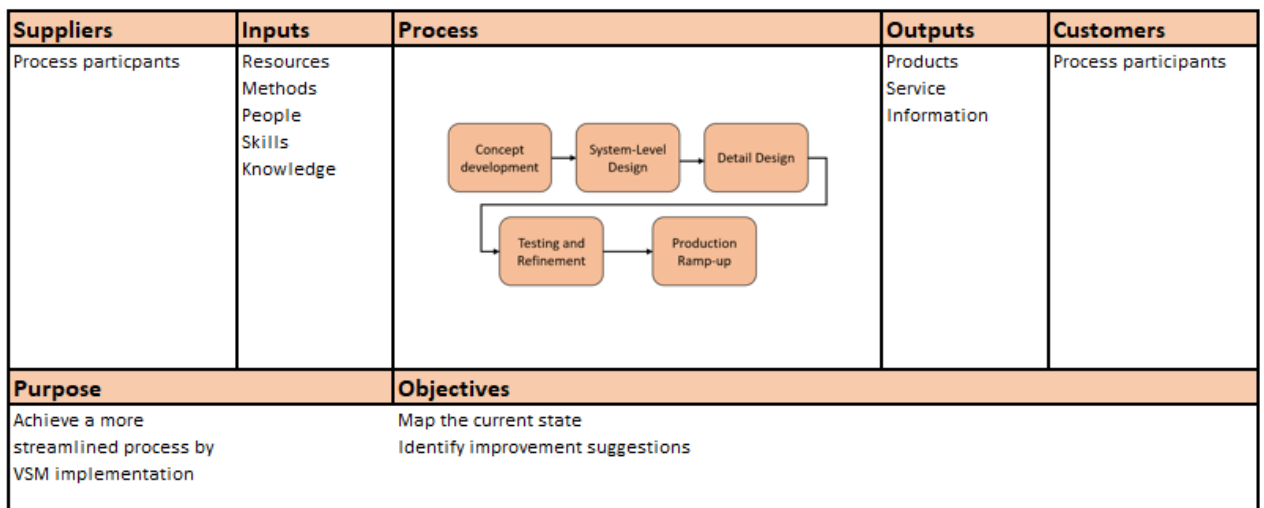 Suppliers
Inputs
Process
Outputs
Customers
Process particpants
Resources
Methods
People
Skills
Knowledge
Concept
development
System-Level
Design
Detail Design
Testing and
Refinement
Production
Ramp-up
Products
Service
Information
Process participants
Purpose
Objectives
Achieve a more
streamlined process by
VSM implementation
Map the current state
Identify improvement suggestions